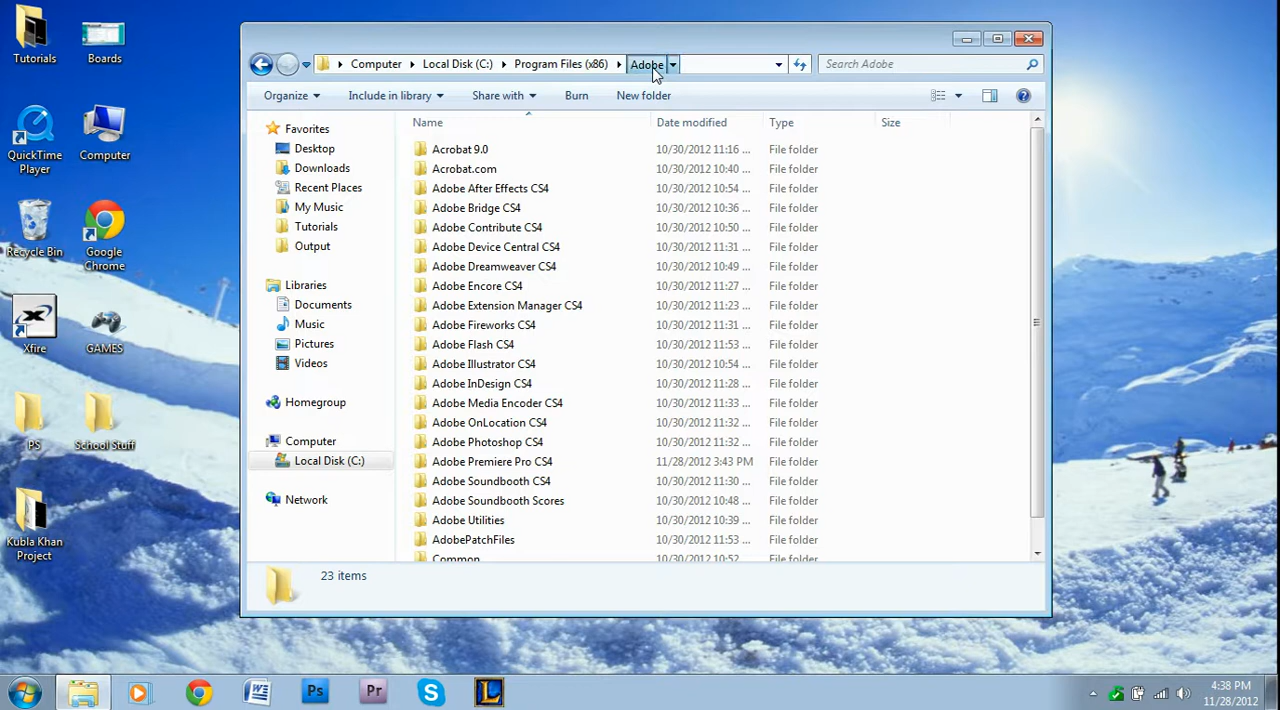 Tutorials
Boards
QuickTime Player
Computer
Recycle Bin
Google Chrome
Xfire
GAMES
PS
School Stuff
Kubla Khan Project
Computer
Local Disk (C:)
Program Files (x86)
Adobe
Search Adobe
Organize
Include in library
Share with
Burn
New folder
Favorites
Desktop
Downloads
Recent Places
My Music
Tutorials
Output
Libraries
Documents
Music
Pictures
Videos
Homegroup
Computer
Local Disk (C:)
Network
Name Date modified Type Size
Acrobat 9.0 10/30/2012 11:16 ... File folder
Acrobat.com 10/30/2012 10:40 ... File folder
Adobe After Effects CS4 10/30/2012 10:54 ... File folder
Adobe Bridge CS4 10/30/2012 10:36 ... File folder
Adobe Contribute CS4 10/30/2012 10:50 ... File folder
Adobe Device Central CS4 10/30/2012 11:31 ... File folder
Adobe Dreamweaver CS4 10/30/2012 10:49 ... File folder
Adobe Encore CS4 10/30/2012 11:27 ... File folder
Adobe Extension Manager CS4 10/30/2012 11:23 ... File folder
Adobe Fireworks CS4 10/30/2012 11:31 ... File folder
Adobe Flash CS4 10/30/2012 11:53 ... File folder
Adobe Illustrator CS4 10/30/2012 10:54 ... File folder
Adobe InDesign CS4 10/30/2012 11:28 ... File folder
Adobe Media Encoder CS4 10/30/2012 11:33 ... File folder
Adobe OnLocation CS4 10/30/2012 11:32 ... File folder
Adobe Photoshop CS4 10/30/2012 11:32 ... File folder
Adobe Premiere Pro CS4 11/28/2012 3:43 PM File folder
Adobe Soundbooth CS4 10/30/2012 11:30 ... File folder
Adobe Soundbooth Scores 10/30/2012 10:48 ... File folder
Adobe Utilities 10/30/2012 10:39 ... File folder
AdobePatchFiles 10/30/2012 11:53 ... File folder
Common 10/30/2012 10:52 ... File folder
23 items
W
Ps
Pr
S
L
4:38 PM
11/28/2012